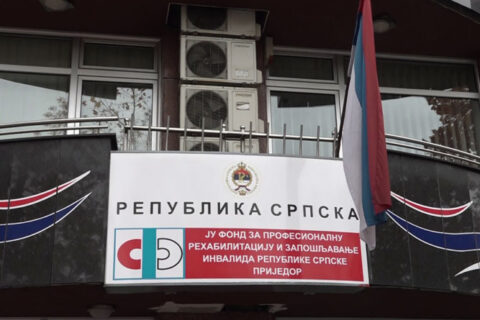 РЕПУБЛИКА СРПСКА
ЈУ ФОНД ЗА ПРОФЕСИОНАЛНУ
РЕХАБИЛИТАЦИЈУ И ЗАПОШЉАВАЊЕ
ИНВАЛИДА РЕПУБЛИКЕ СРПСКЕ
ПРИЈЕДОР